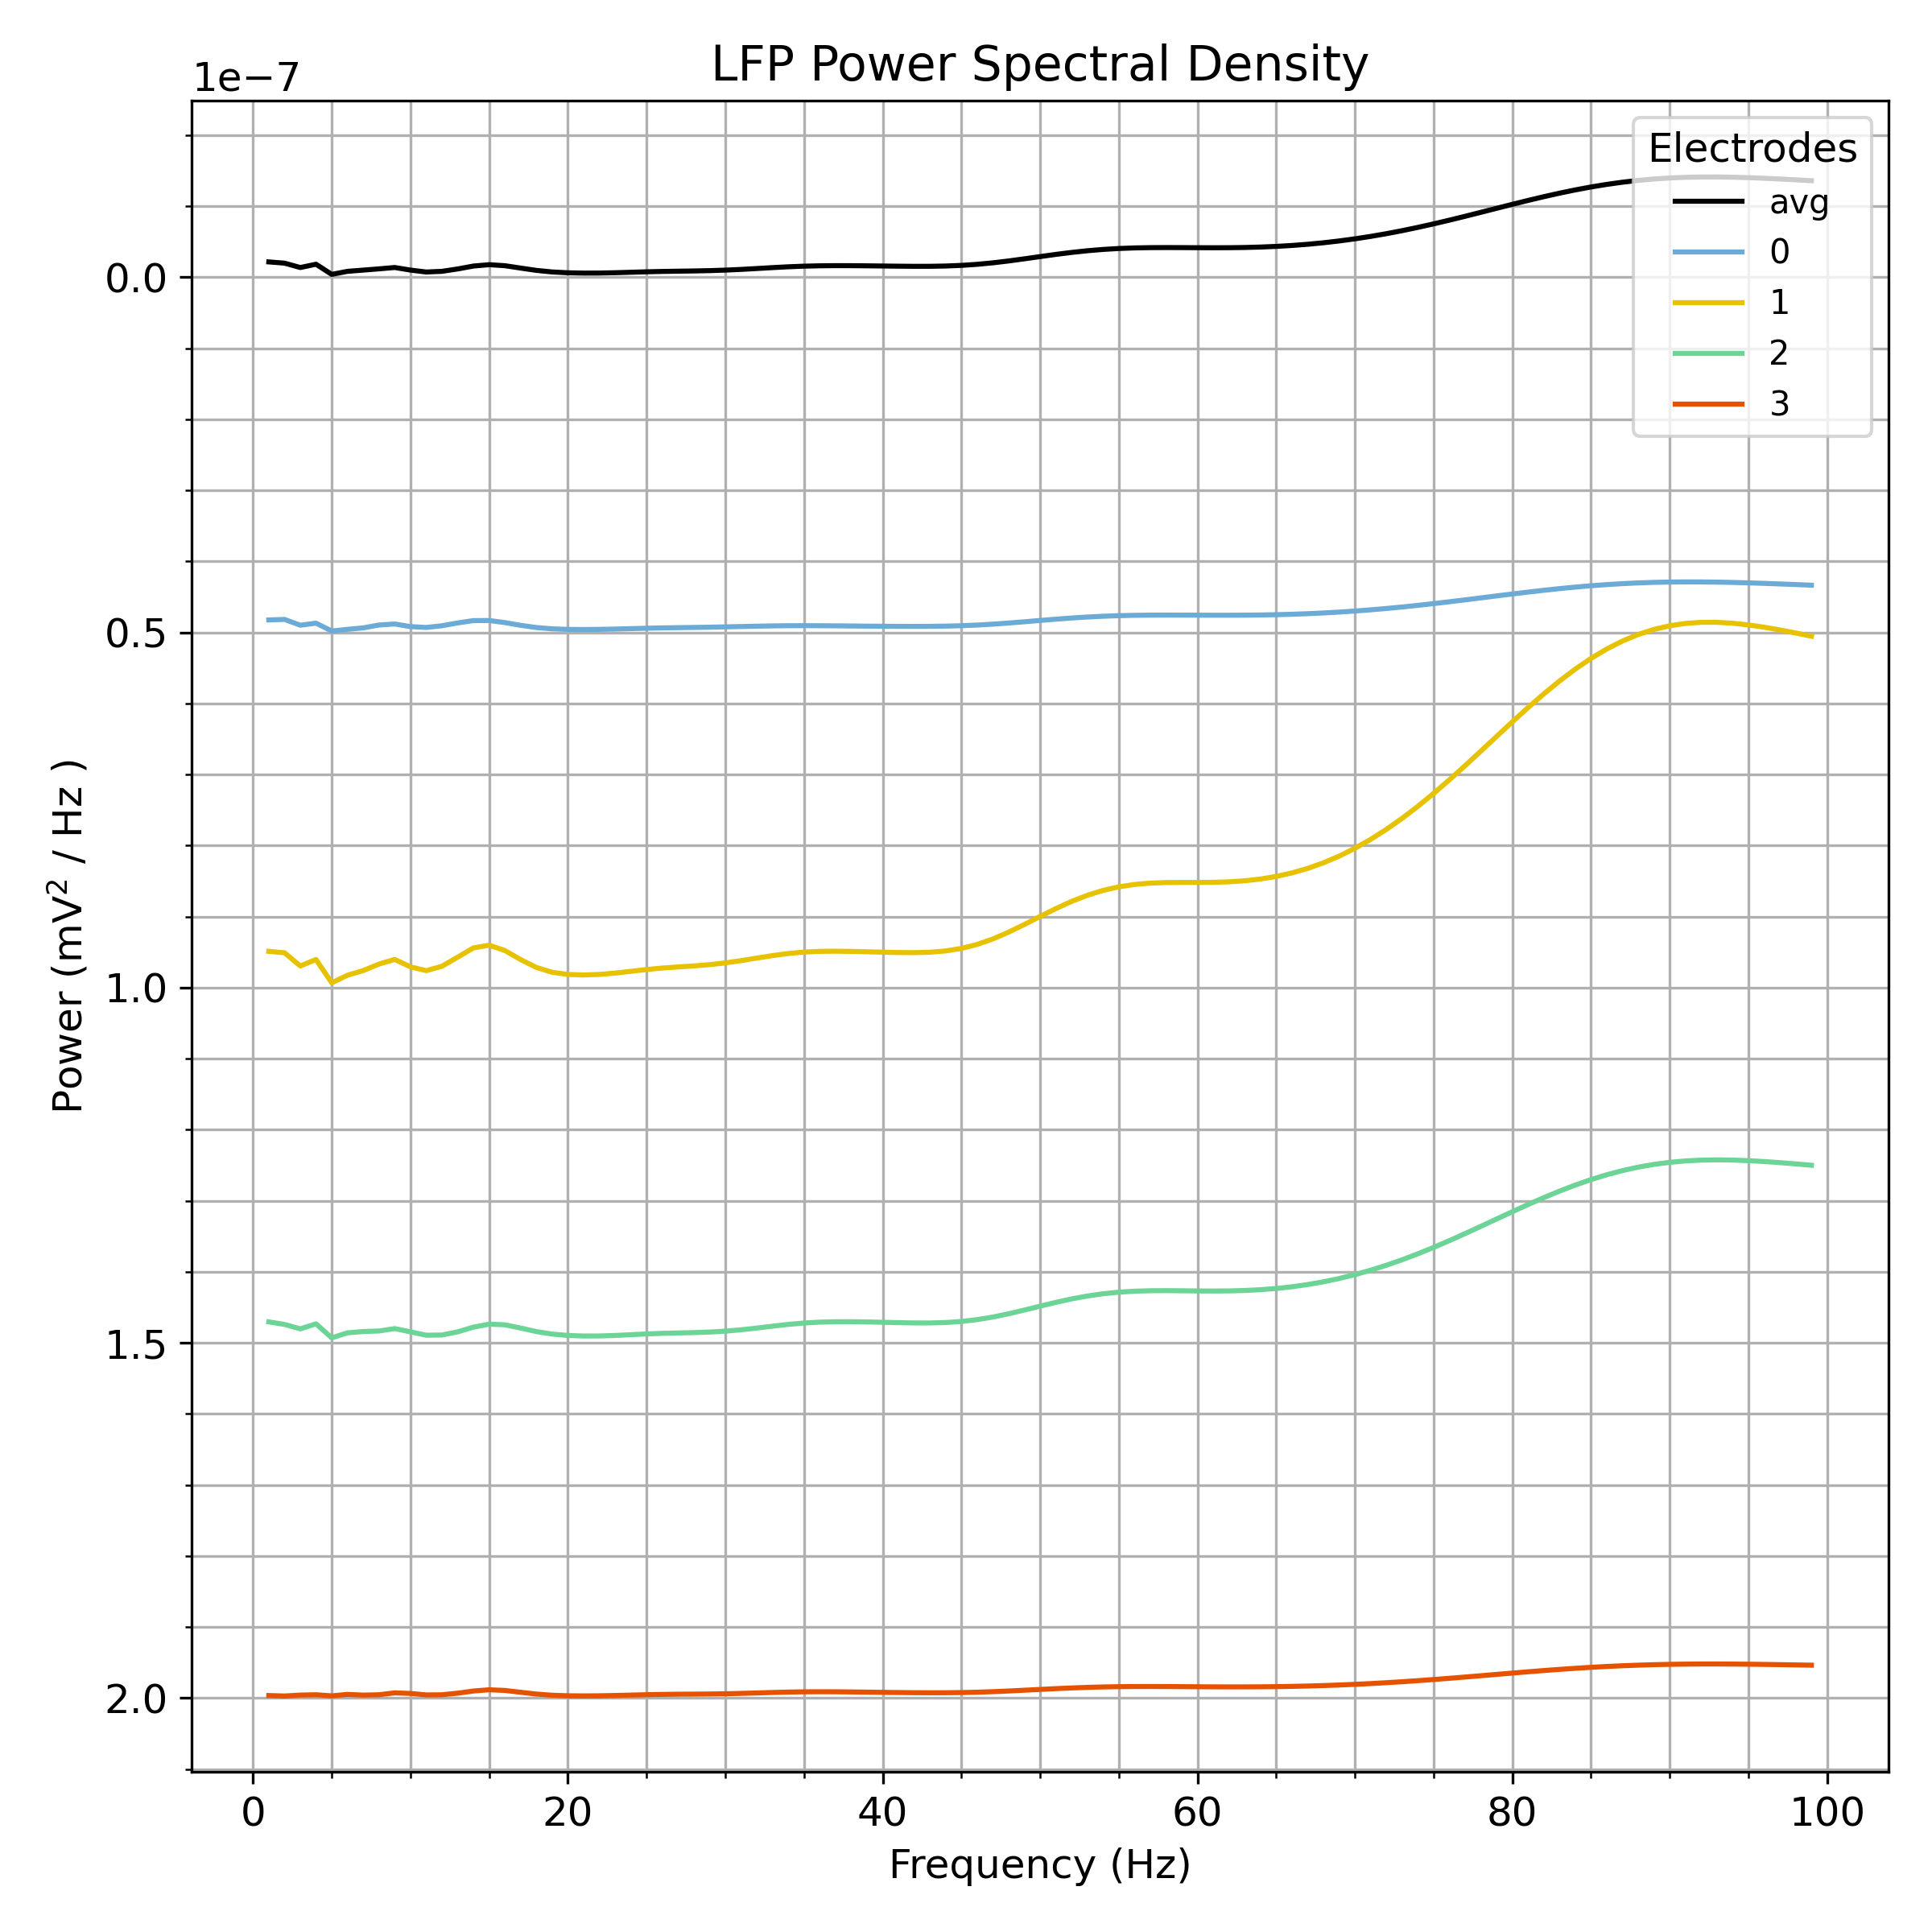 LFP Power Spectral Density
1e−7
Electrodes
avg
0
1
2
3
0.0
0.5
1.0
1.5
2.0
Power (mV² / Hz )
0 20 40 60 80 100
Frequency (Hz)